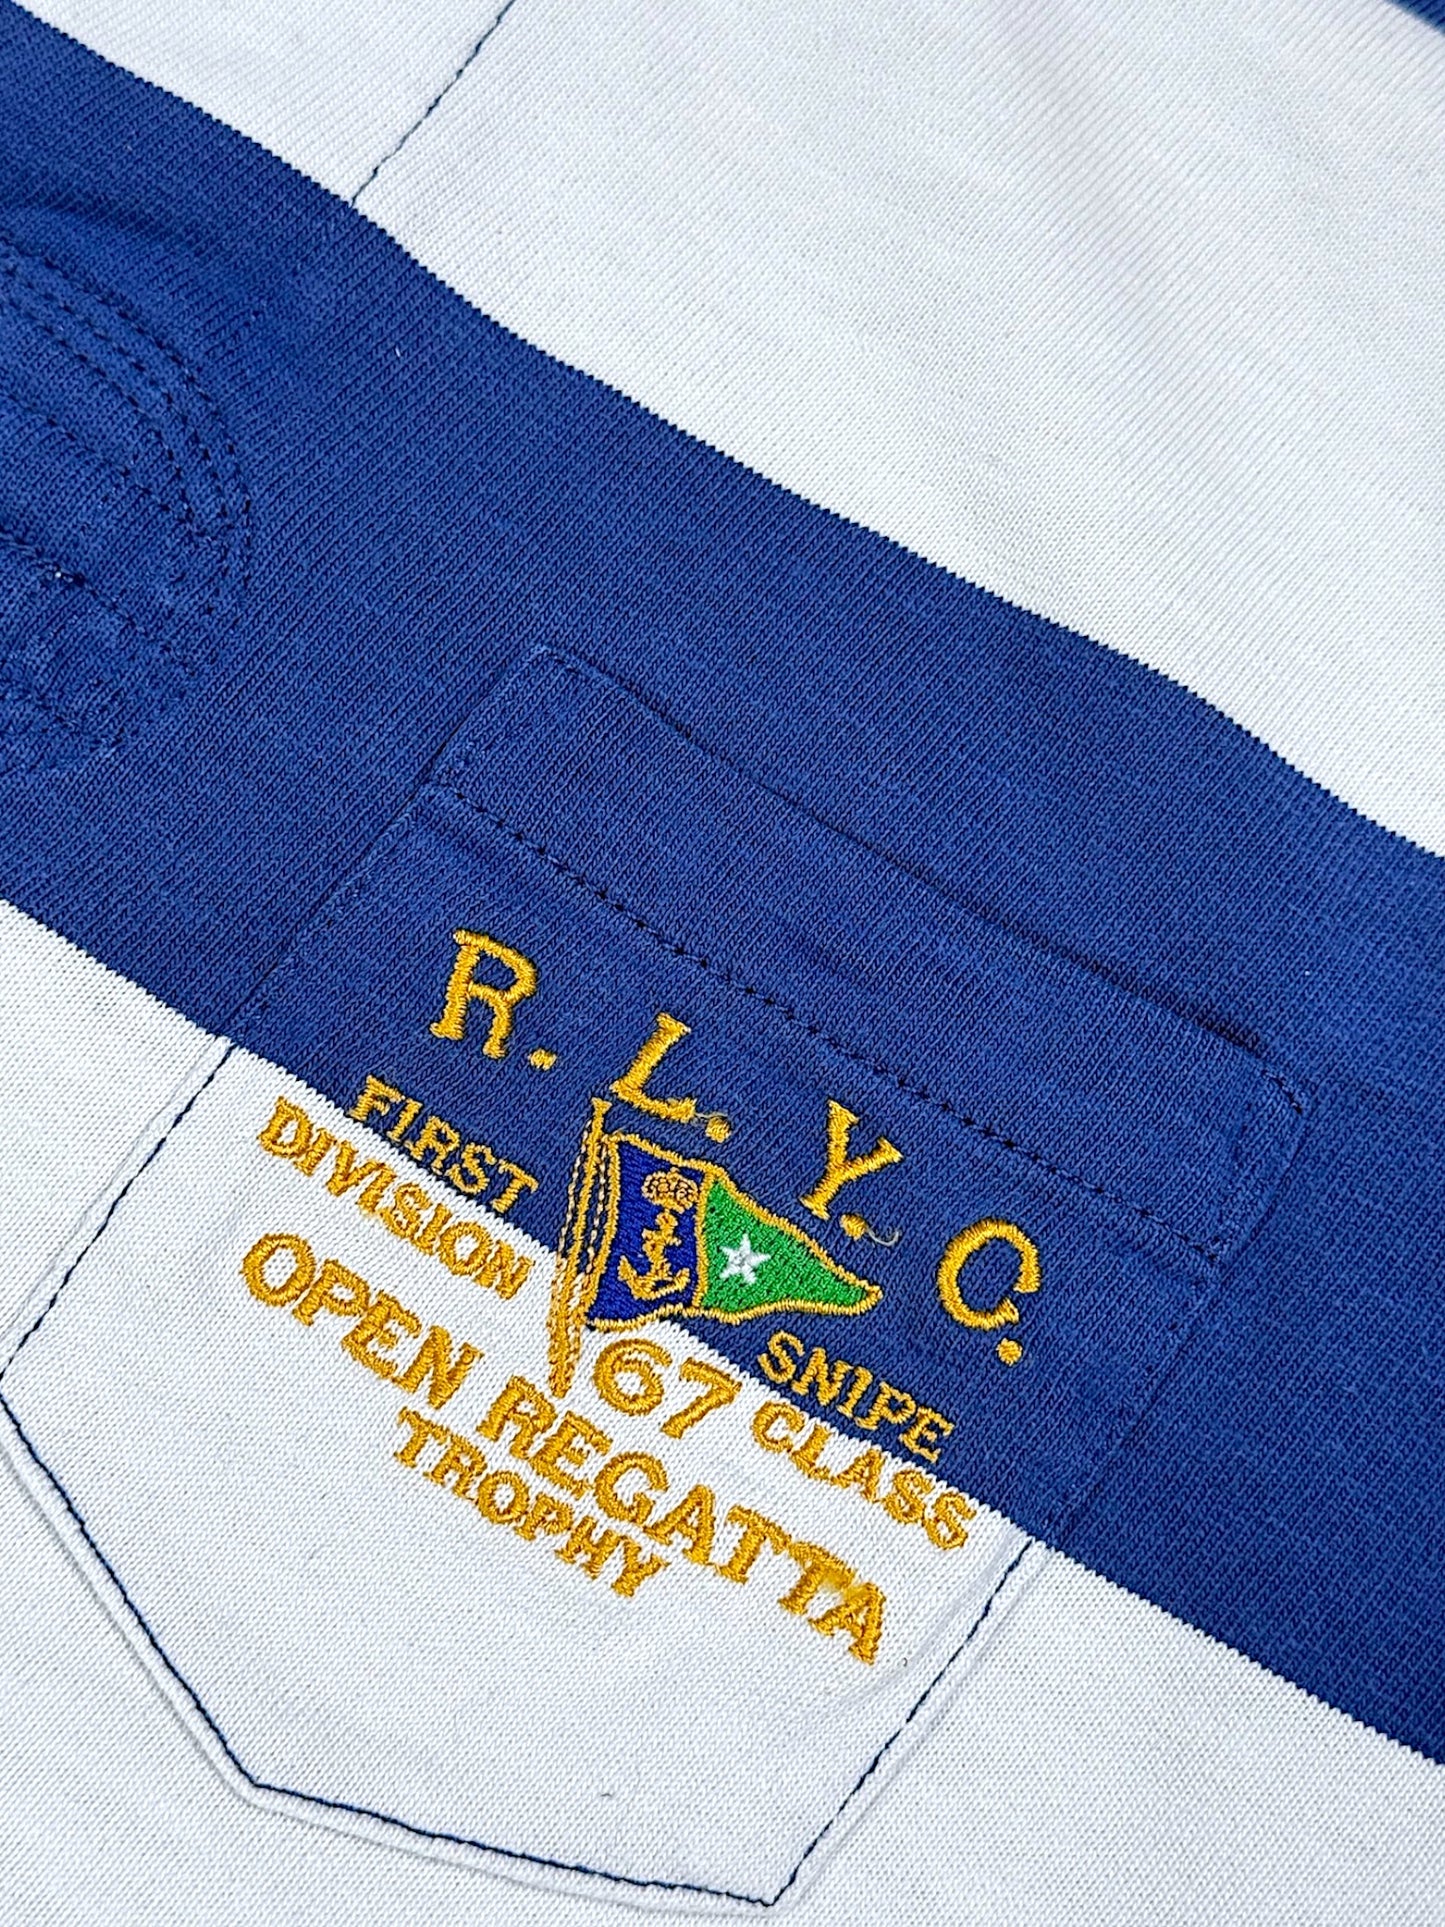 R. L. Y. C.
FIRST
DIVISION
SNIPE
67 CLASS
OPEN REGATTA
TROPHY